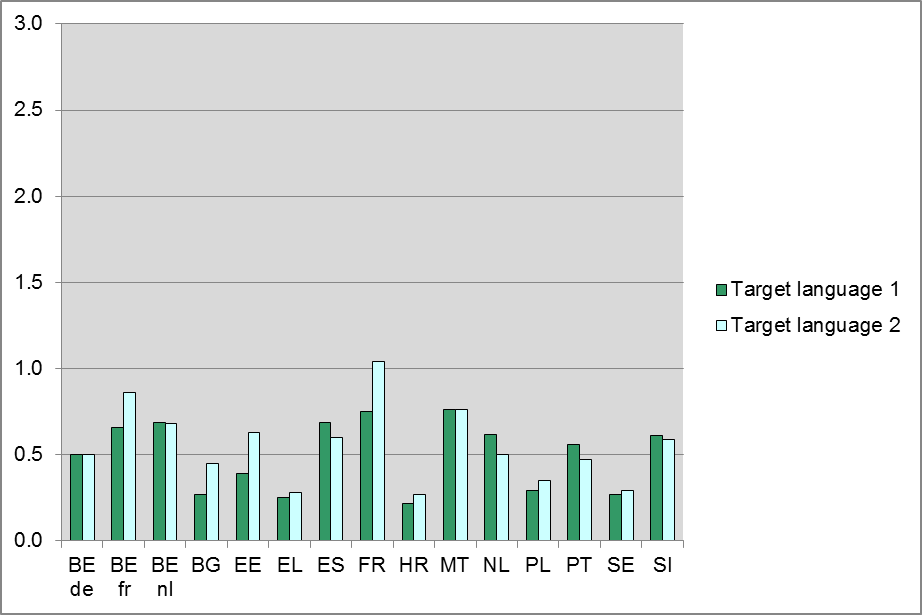 3.0
2.5
2.0
1.5
1.0
0.5
0.0
BE BE BE BG EE EL ES FR HR MT NL PL PT SE SI
de fr nl
Target language 1
Target language 2